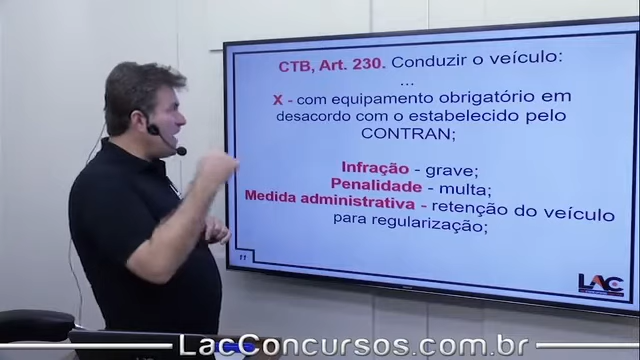 CTB, Art. 230. Conduzir o veículo:
...
X - com equipamento obrigatório em
desacordo com o estabelecido pelo
CONTRAN;
Infração - grave;
Penalidade - multa;
Medida administrativa - retenção do veículo
para regularização;
11
LAC
LacConcursos.com.br